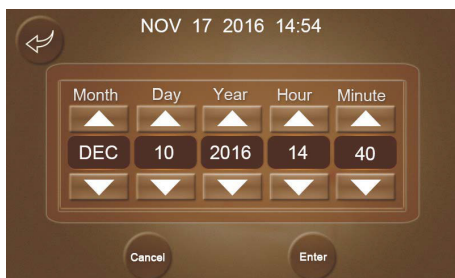 NOV 17 2016 14:54
Month Day Year Hour Minute
DEC 10 2016 14 40
Cancel Enter